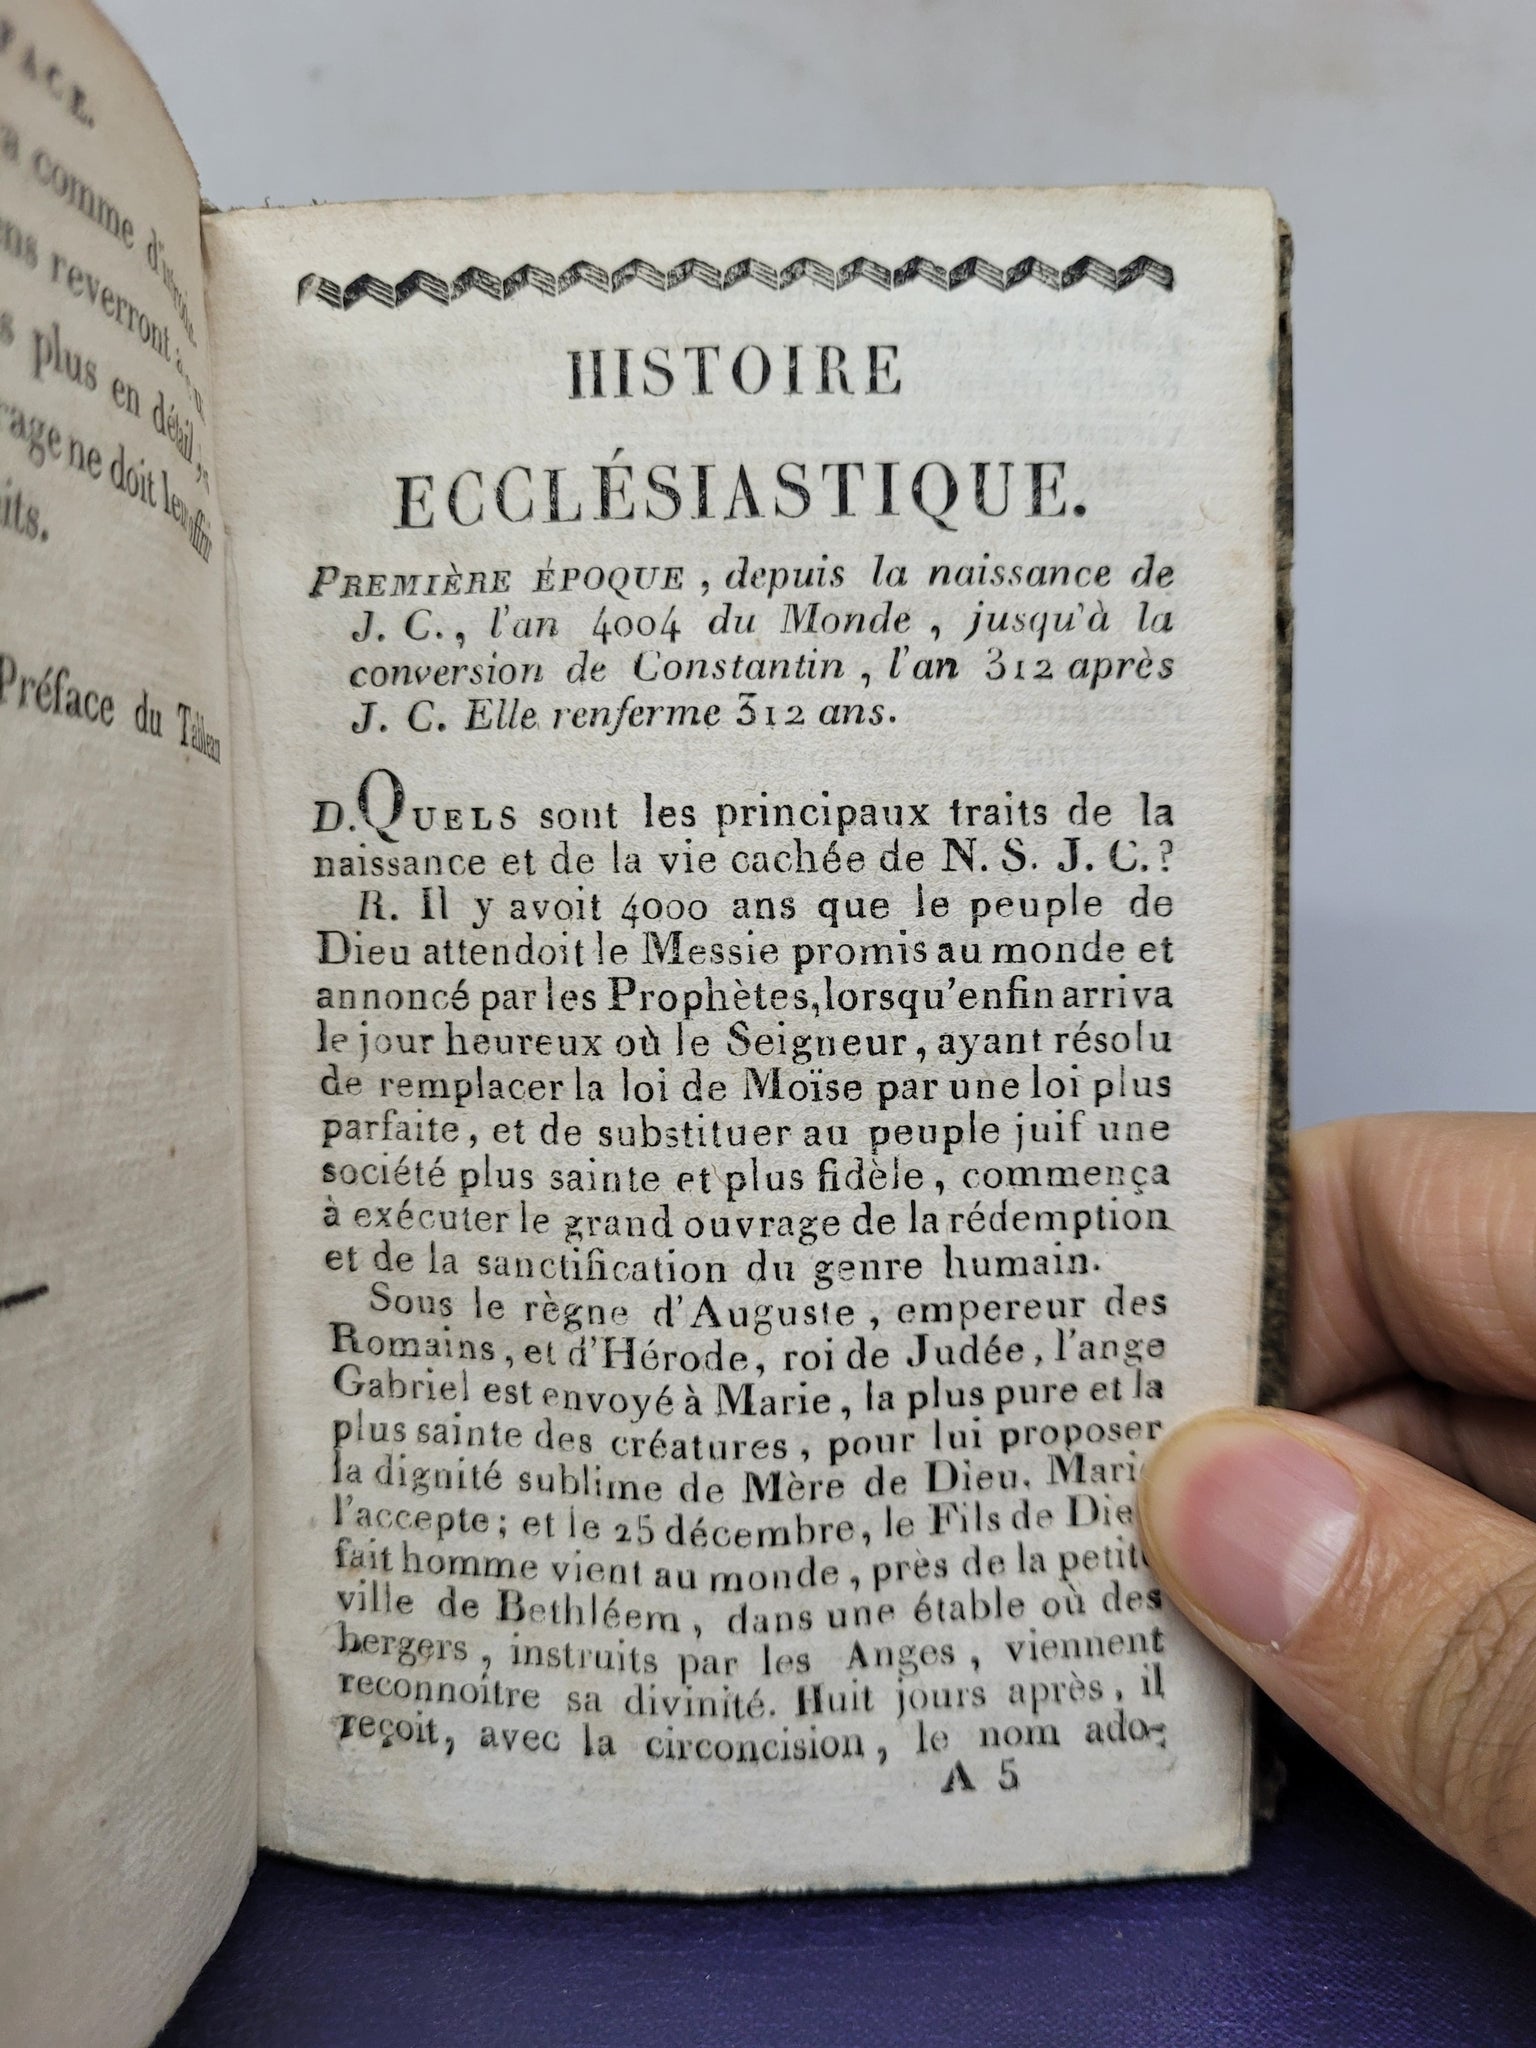 comme d'
reverront
plus en détail,
ne doit leur offrir
Préface du Tableau
HISTOIRE
ECCLÉSIASTIQUE.
PREMIÈRE ÉPOQUE, depuis la naissance de
J. C., l'an 4004 du Monde, jusqu'à la
conversion de Constantin, l'an 312 après
J. C. Elle renferme 312 ans.
D. QUELS sont les principaux traits de la
naissance et de la vie cachée de N. S. J. C.?
R. Il y avoit 4000 ans que le peuple de
Dieu attendoit le Messie promis au monde et
annoncé par les Prophètes, lorsqu'enfin arriva
le jour heureux où le Seigneur, ayant résolu
de remplacer la loi de Moïse par une loi plus
parfaite, et de substituer au peuple juif une
société plus sainte et plus fidèle, commença
à exécuter le grand ouvrage de la rédemption
et de la sanctification du genre humain.
Sous le règne d'Auguste, empereur des
Romains, et d'Hérode, roi de Judée, l'ange
Gabriel est envoyé à Marie, la plus pure et la
plus sainte des créatures, pour lui proposer
la dignité sublime de Mère de Dieu. Marie
l'accepte; et le 25 décembre, le Fils de Dieu
fait homme vient au monde, près de la petite
ville de Bethléem, dans une étable où des
bergers, instruits par les Anges, viennent
reconnoître sa divinité. Huit jours après, il
reçoit, avec la circoncision, le nom ado-
A 5